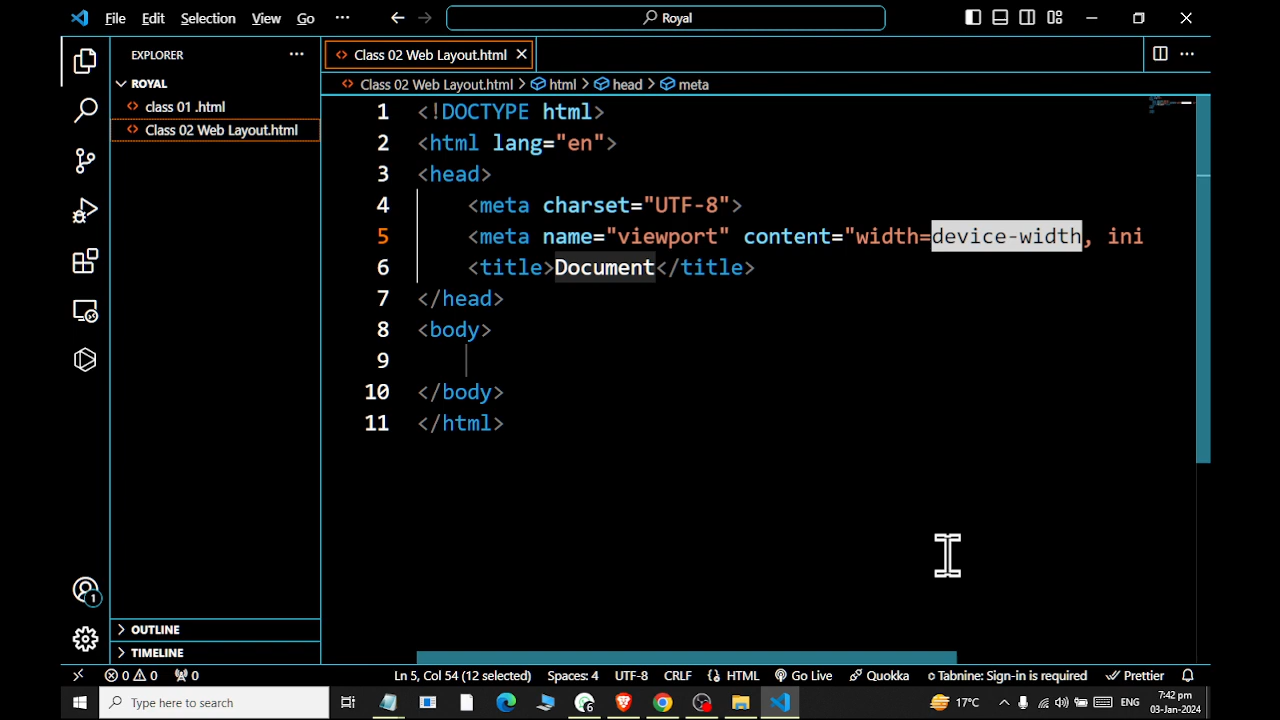 File Edit Selection View Go ··· Royal
EXPLORER ···
ROYAL
class 01 .html
Class 02 Web Layout.html
OUTLINE
TIMELINE
Class 02 Web Layout.html
Class 02 Web Layout.html > html > head > meta
1 <!DOCTYPE html>
2 <html lang="en">
3 <head>
4 <meta charset="UTF-8">
5 <meta name="viewport" content="width=device-width, ini
6 <title>Document</title>
7 </head>
8 <body>
9
10 </body>
11 </html>
0 0 0 Ln 5, Col 54 (12 selected) Spaces: 4 UTF-8 CRLF HTML Go Live Quokka Tabnine: Sign-in is required Prettier
Type here to search 17°C ENG 7:42 pm
03-Jan-2024